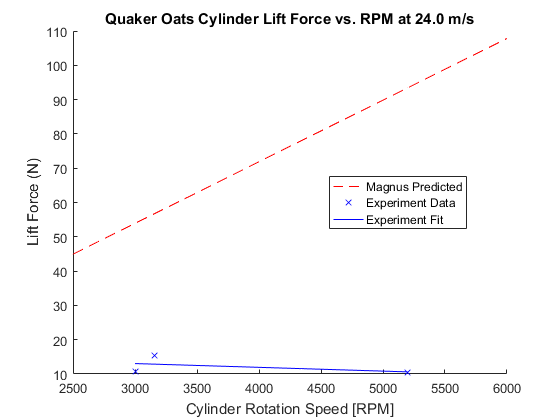 Quaker Oats Cylinder Lift Force vs. RPM at 24.0 m/s
110
100
90
80
70
60
50
40
30
20
10
Lift Force (N)
Magnus Predicted
Experiment Data
Experiment Fit
2500 3000 3500 4000 4500 5000 5500 6000
Cylinder Rotation Speed [RPM]